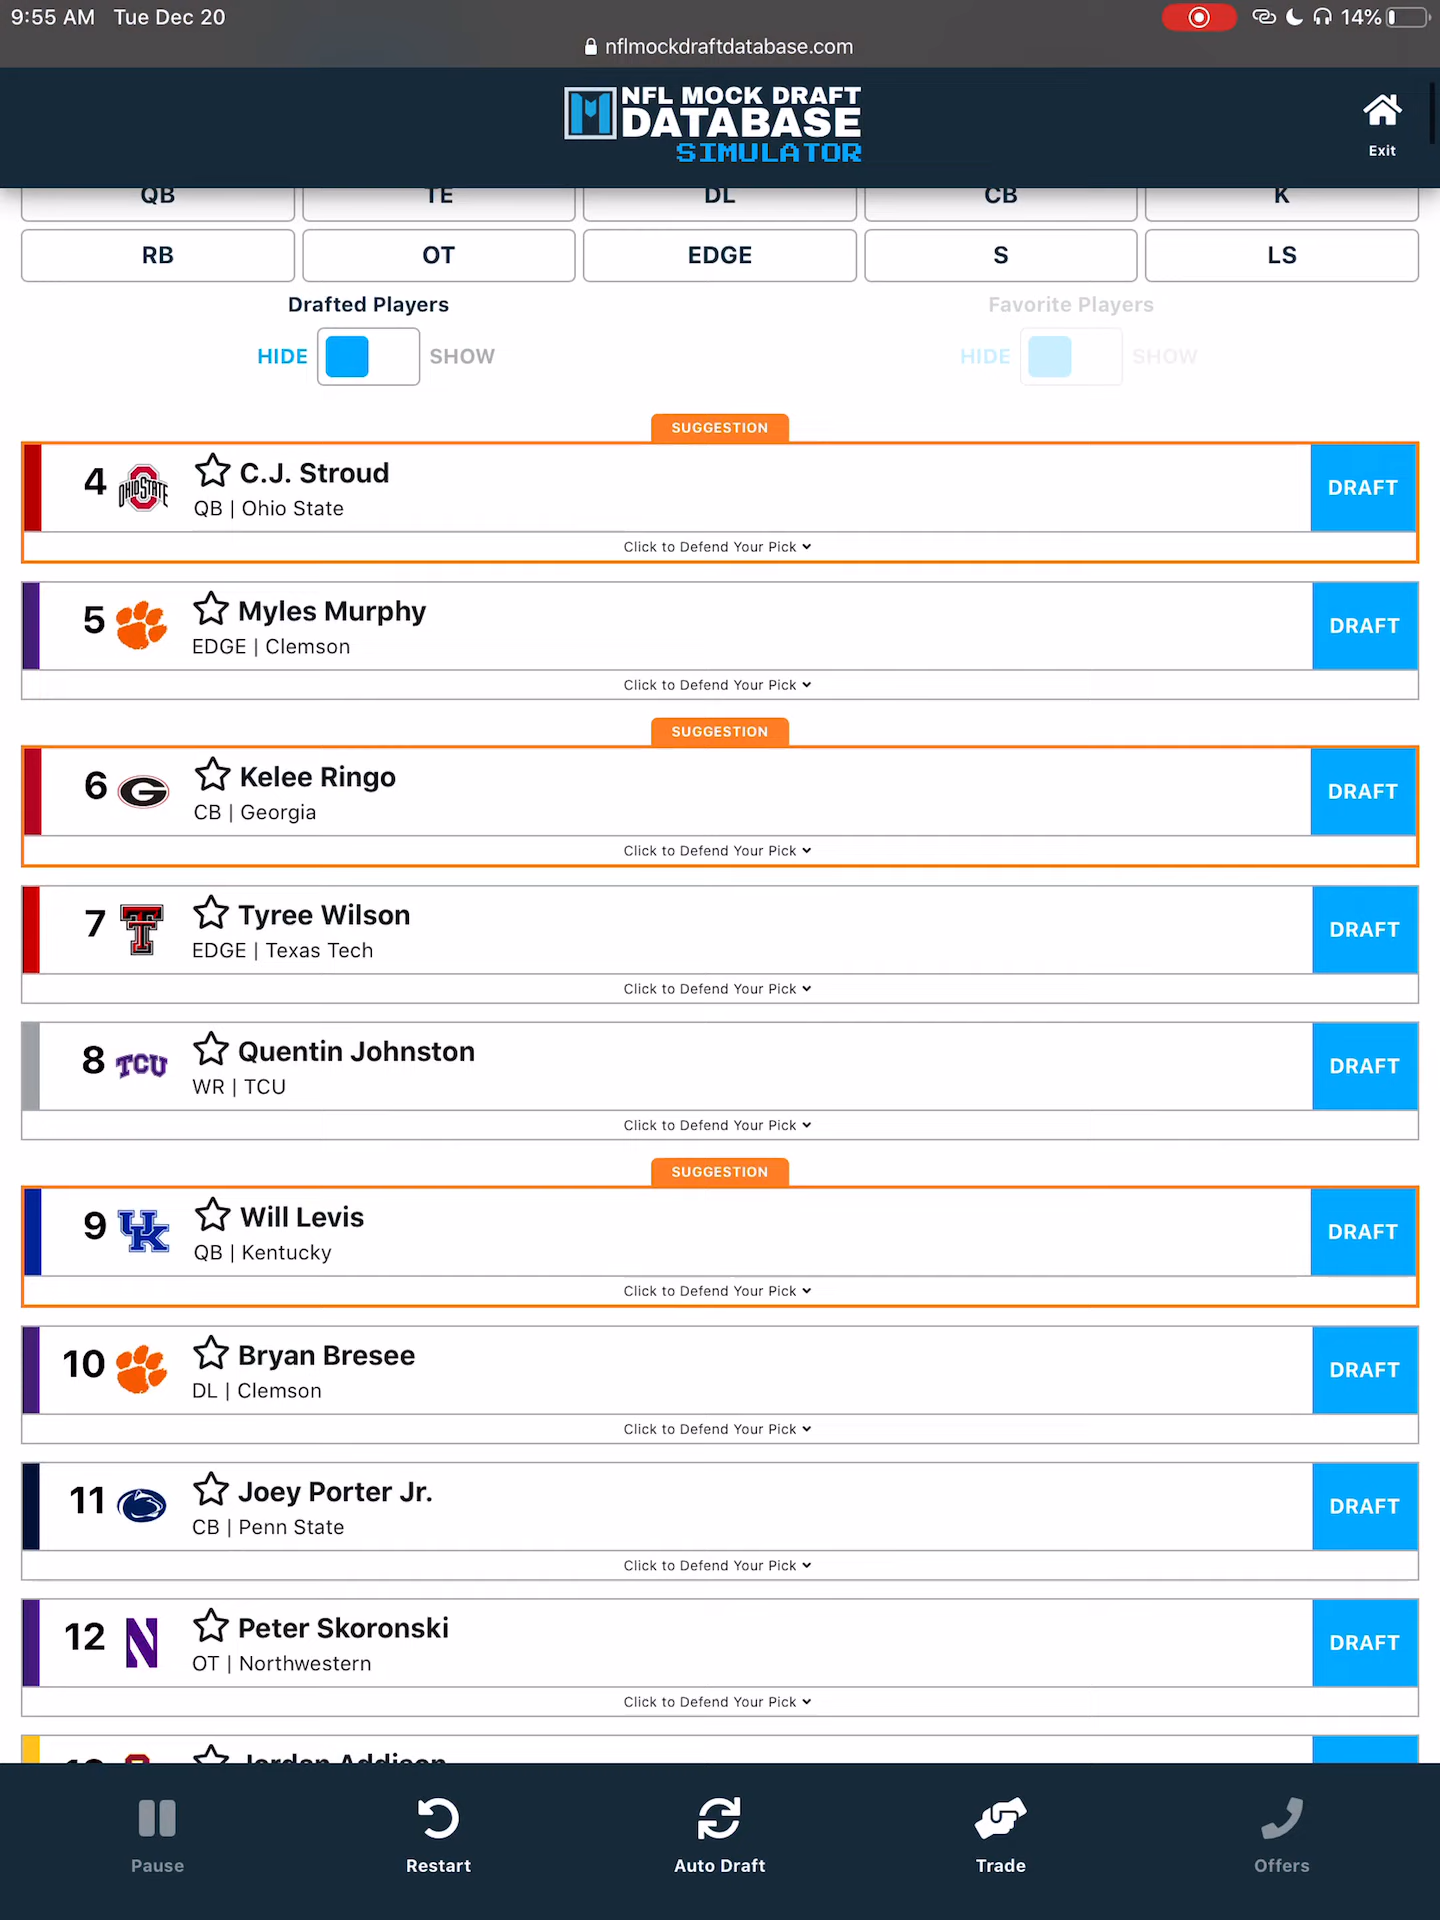 9:55 AM Tue Dec 20
14%
nflmockdraftdatabase.com
NFL MOCK DRAFT
DATABASE
SIMULATOR
Exit
QB TE DL CB K
RB OT EDGE S LS
Drafted Players Favorite Players
HIDE SHOW HIDE SHOW
SUGGESTION
4 OHIO STATE C.J. Stroud DRAFT
QB | Ohio State
Click to Defend Your Pick
5 Myles Murphy DRAFT
EDGE | Clemson
Click to Defend Your Pick
SUGGESTION
6 G Kelee Ringo DRAFT
CB | Georgia
Click to Defend Your Pick
7 T Tyree Wilson DRAFT
EDGE | Texas Tech
Click to Defend Your Pick
8 TCU Quentin Johnston DRAFT
WR | TCU
Click to Defend Your Pick
SUGGESTION
9 UK Will Levis DRAFT
QB | Kentucky
Click to Defend Your Pick
10 Bryan Bresee DRAFT
DL | Clemson
Click to Defend Your Pick
11 Joey Porter Jr. DRAFT
CB | Penn State
Click to Defend Your Pick
12 N Peter Skoronski DRAFT
OT | Northwestern
Click to Defend Your Pick
Jordan Addison
Pause Restart Auto Draft Trade Offers